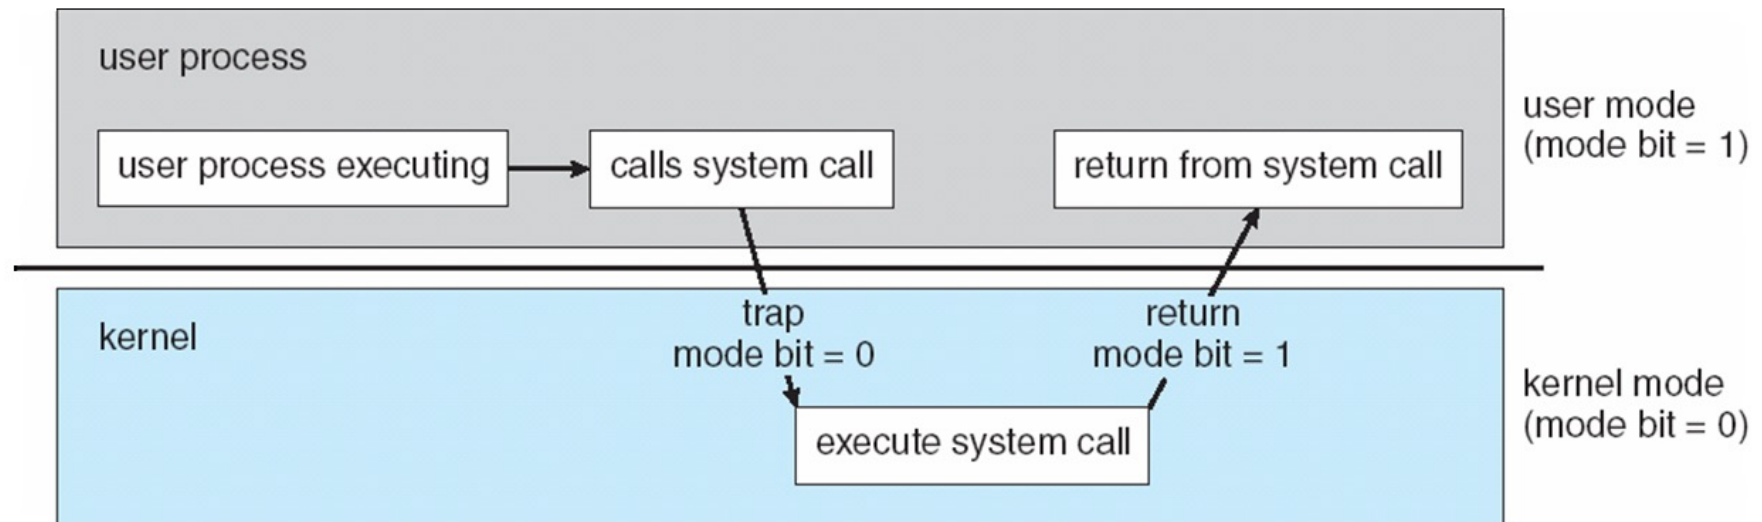 user process
user process executing
calls system call
return from system call
user mode
(mode bit = 1)
kernel
trap
mode bit = 0
return
mode bit = 1
execute system call
kernel mode
(mode bit = 0)